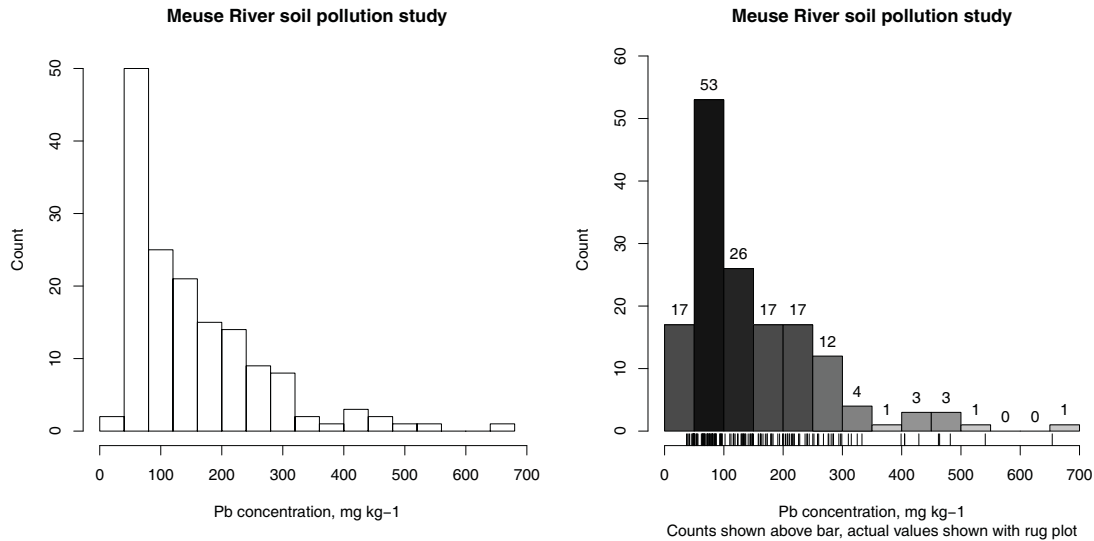 Meuse River soil pollution study
50
40
30
20
10
0
Count
0 100 200 300 400 500 600 700
Pb concentration, mg kg−1
Meuse River soil pollution study
60
50
40
30
20
10
0
Count
17 53 26 17 17 12 4 1 3 3 1 0 0 1
0 100 200 300 400 500 600 700
Pb concentration, mg kg−1
Counts shown above bar, actual values shown with rug plot